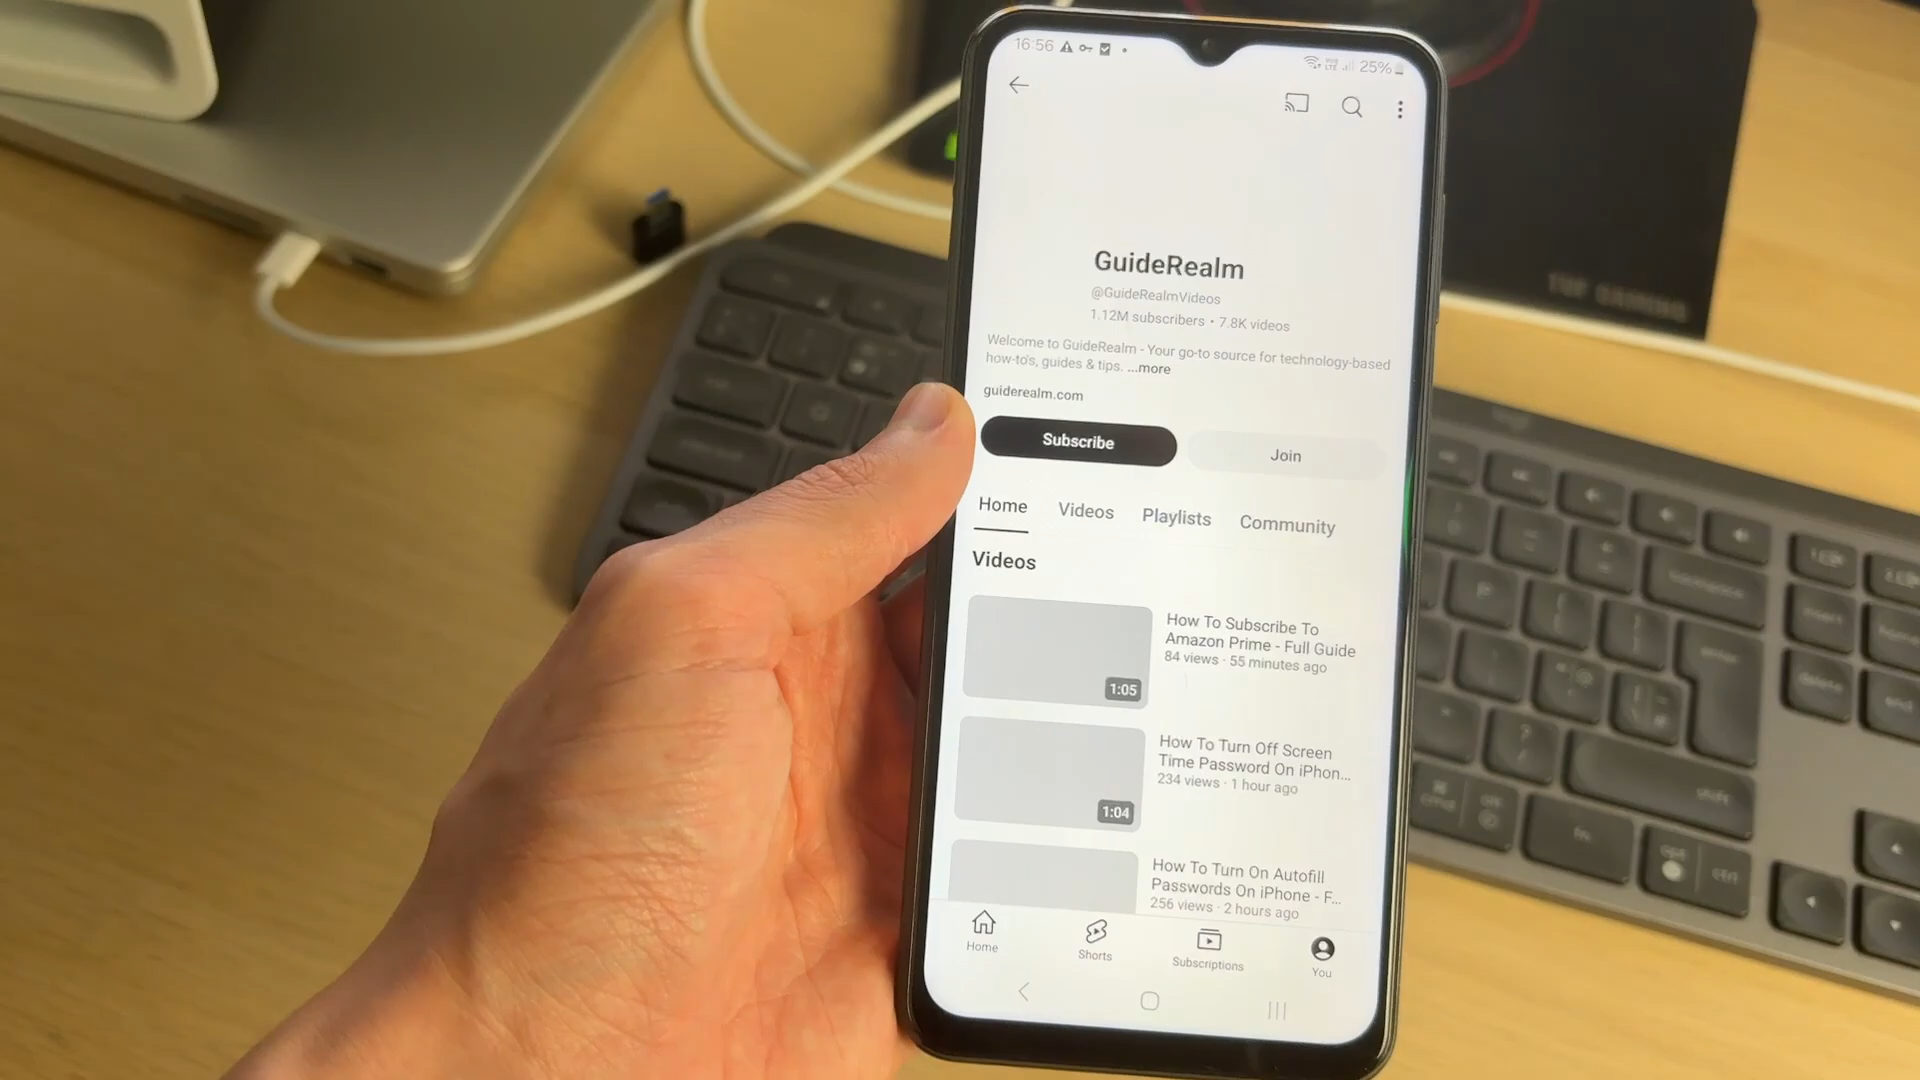 16:56
25%
GuideRealm
@GuideRealmVideos
1.12M subscribers • 7.8K videos
Welcome to GuideRealm - Your go-to source for technology-based
how-to's, guides & tips. ...more
guiderealm.com
Subscribe
Join
Home
Videos
Playlists
Community
Videos
How To Subscribe To
Amazon Prime - Full Guide
84 views · 55 minutes ago
1:05
How To Turn Off Screen
Time Password On iPhon...
234 views · 1 hour ago
1:04
How To Turn On Autofill
Passwords On iPhone - F...
256 views · 2 hours ago
Home
Shorts
Subscriptions
You
TUF GAMING
shift